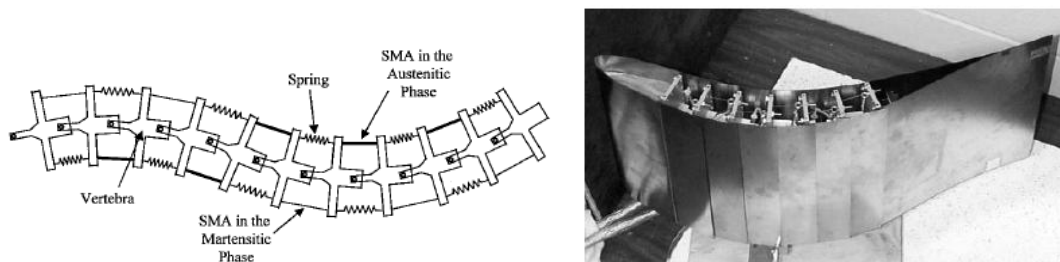 SMA in the
Austenitic
Phase
Spring
Vertebra
SMA in the
Martensitic
Phase